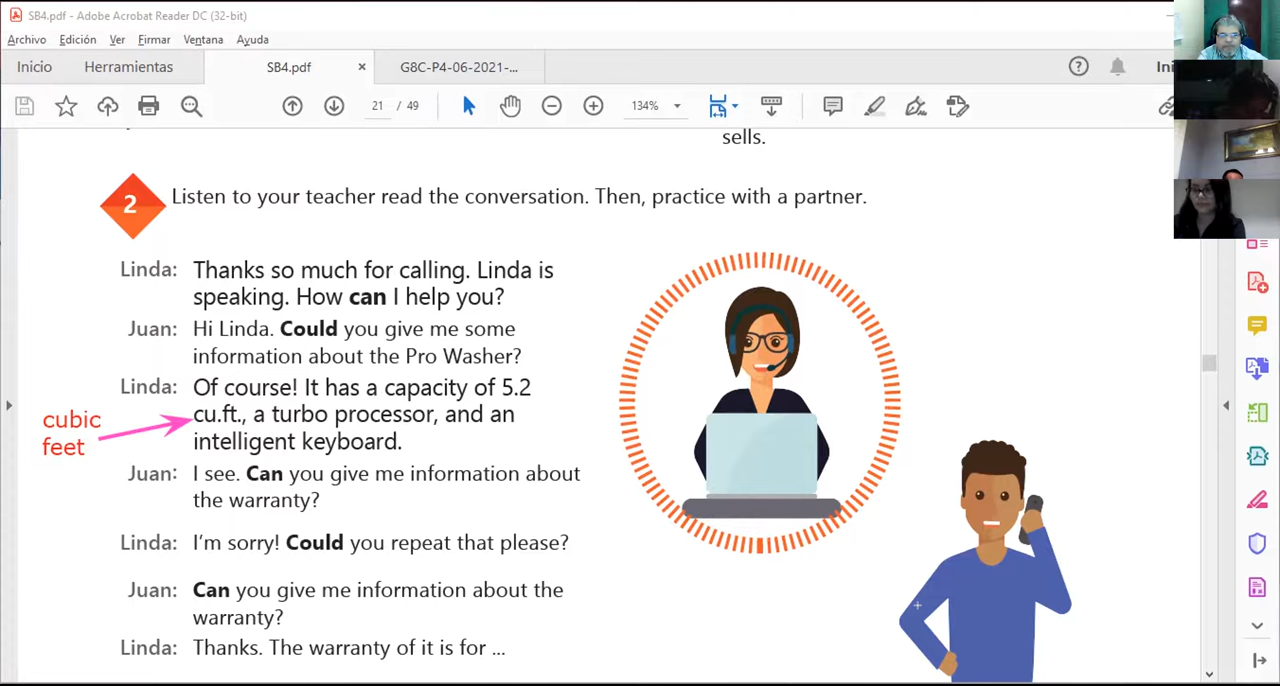 SB4.pdf - Adobe Acrobat Reader DC (32-bit)
Archivo Edición Ver Firmar Ventana Ayuda
Inicio Herramientas SB4.pdf × G8C-P4-06-2021-... Ini
21 / 49 134%
sells.
2 Listen to your teacher read the conversation. Then, practice with a partner.
Linda: Thanks so much for calling. Linda is
speaking. How can I help you?
Juan: Hi Linda. Could you give me some
information about the Pro Washer?
Linda: Of course! It has a capacity of 5.2
cu.ft., a turbo processor, and an
intelligent keyboard.
cubic
feet
Juan: I see. Can you give me information about
the warranty?
Linda: I'm sorry! Could you repeat that please?
Juan: Can you give me information about the
warranty?
Linda: Thanks. The warranty of it is for ...